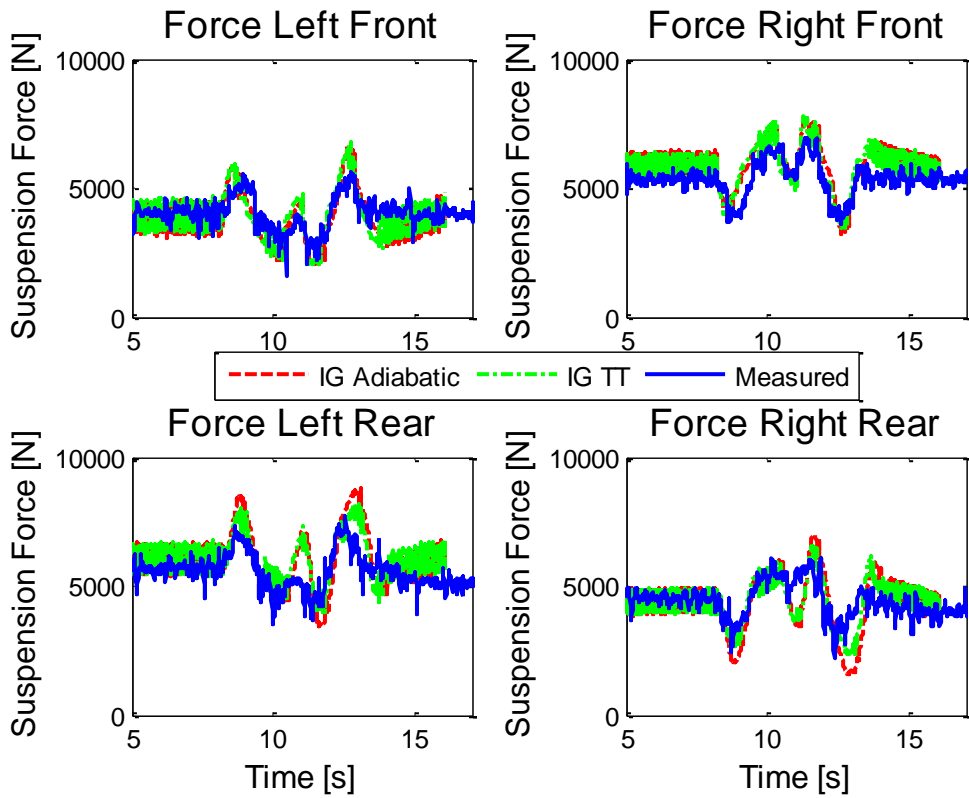 Force Left Front
Suspension Force [N]
10000
5000
0
5
10
15
Force Right Front
Suspension Force [N]
10000
5000
0
5
10
15
IG Adiabatic
IG TT
Measured
Force Left Rear
Suspension Force [N]
10000
5000
0
5
10
15
Time [s]
Force Right Rear
Suspension Force [N]
10000
5000
0
5
10
15
Time [s]